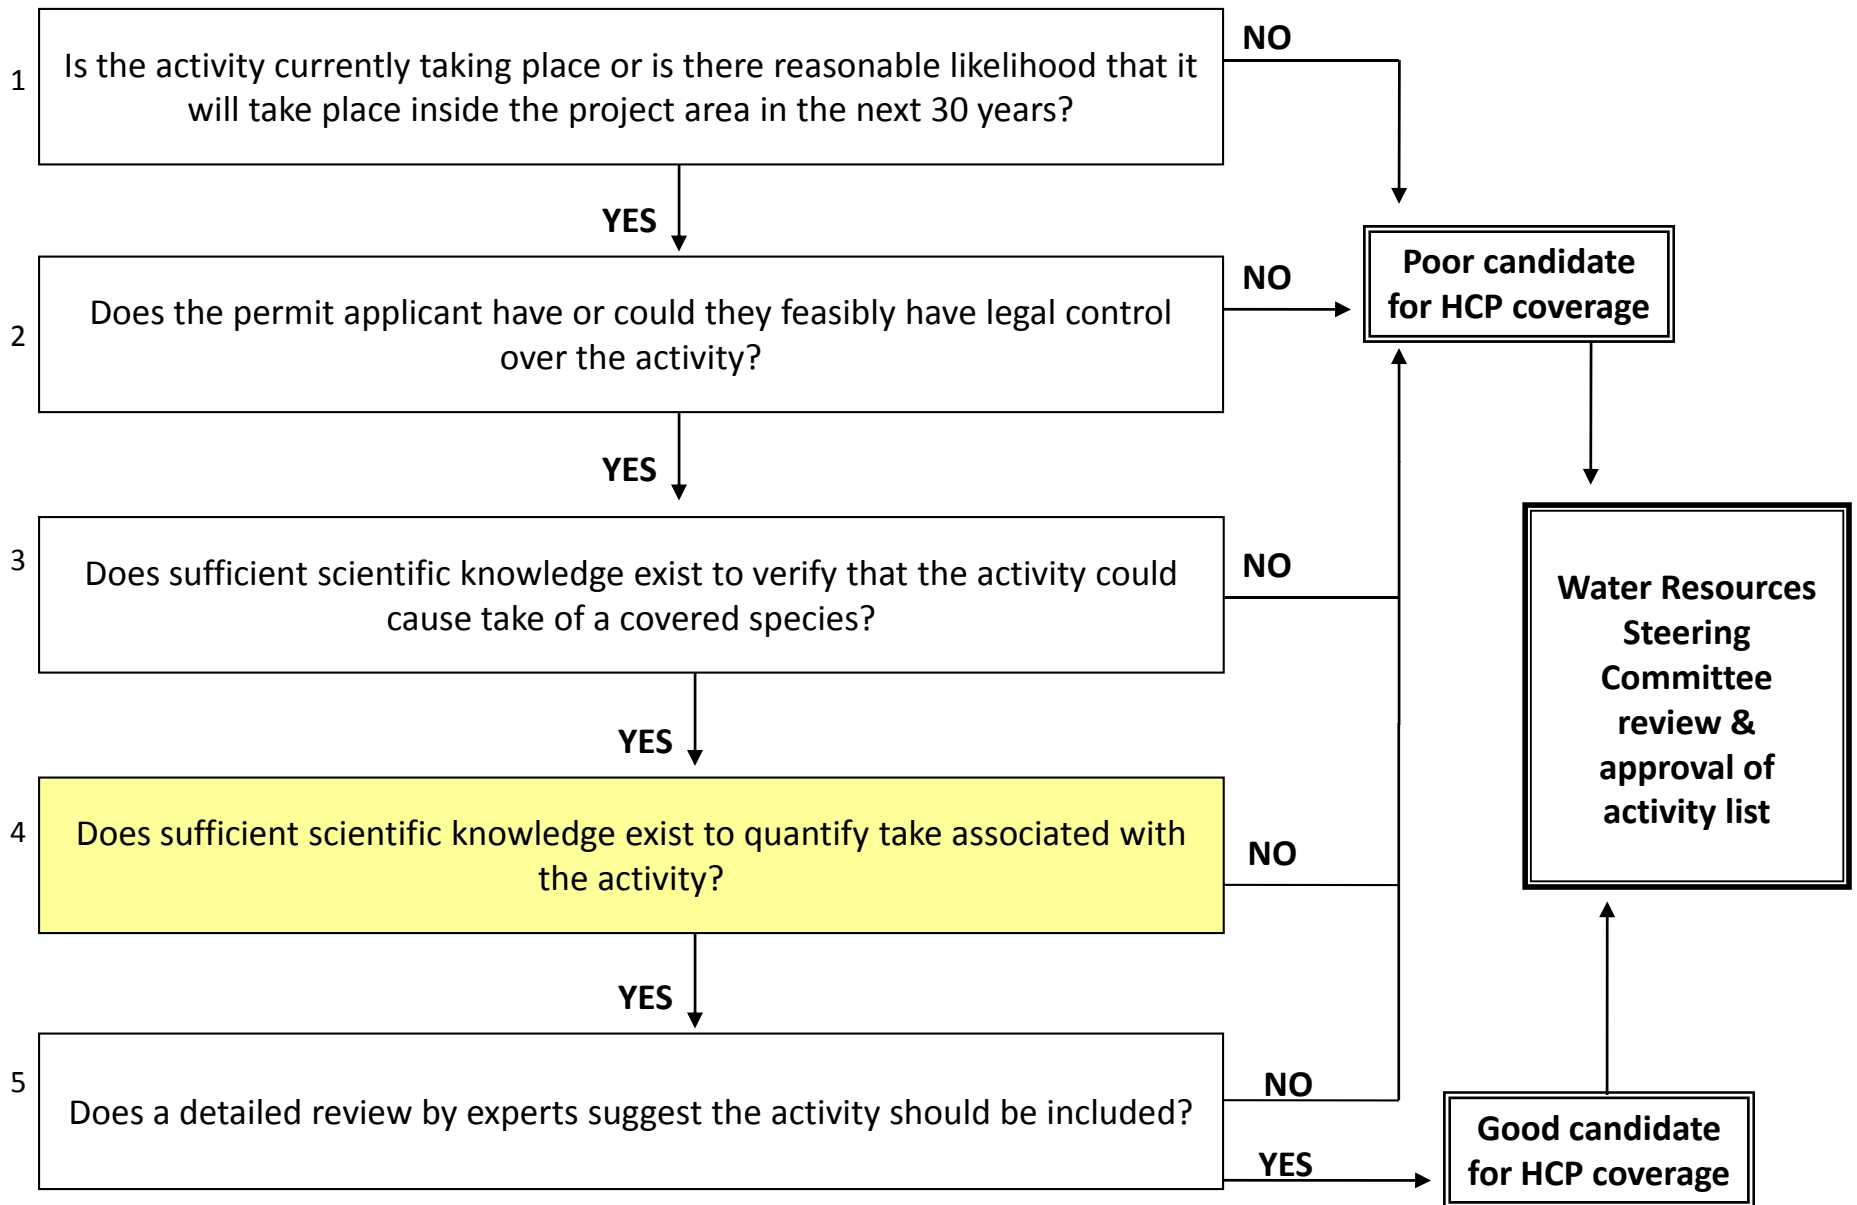 1
Is the activity currently taking place or is there reasonable likelihood that it
will take place inside the project area in the next 30 years?
NO
YES
2
Does the permit applicant have or could they feasibly have legal control
over the activity?
NO
Poor candidate
for HCP coverage
YES
3
Does sufficient scientific knowledge exist to verify that the activity could
cause take of a covered species?
NO
Water Resources
Steering
Committee
review &
approval of
activity list
YES
4
Does sufficient scientific knowledge exist to quantify take associated with
the activity?
NO
YES
5
Does a detailed review by experts suggest the activity should be included?
NO
YES
Good candidate
for HCP coverage